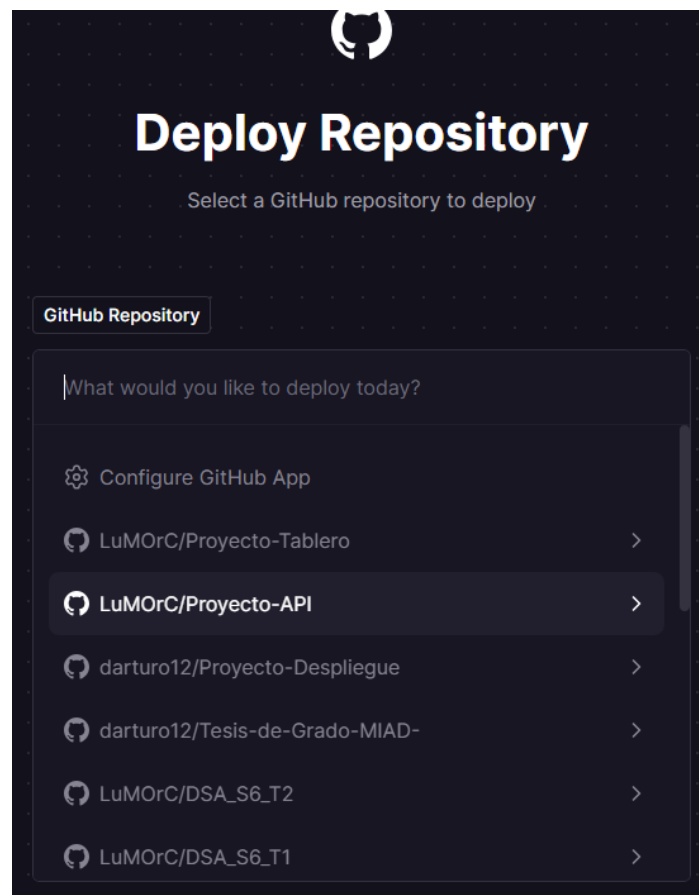 Deploy Repository
Select a GitHub repository to deploy
GitHub Repository
What would you like to deploy today?
Configure GitHub App
LuMOrC/Proyecto-Tablero
LuMOrC/Proyecto-API
darturo12/Proyecto-Despliegue
darturo12/Tesis-de-Grado-MIAD-
LuMOrC/DSA_S6_T2
LuMOrC/DSA_S6_T1